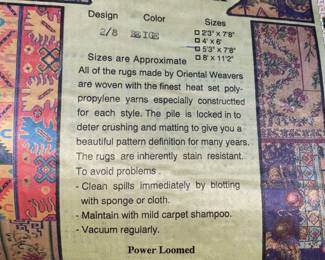 Design Color Sizes
2/8 BEIGE □ 2'3" x 7'8"
□ 4' x 6'
□ 5'3" x 7'8"
□ 8' x 11'2"
Sizes are Approximate
All of the rugs made by Oriental Weavers
are woven with the finest heat set poly-
propylene yarns especially constructted
for each style. The pile is locked in to
deter crushing and matting to give you a
beautiful pattern definition for many years.
The rugs are inherently stain resistant.
To avoid problems
- Clean spills immediately by blotting
with sponge or cloth.
- Maintain with mild carpet shampoo.
- Vacuum regularly.
Power Loomed